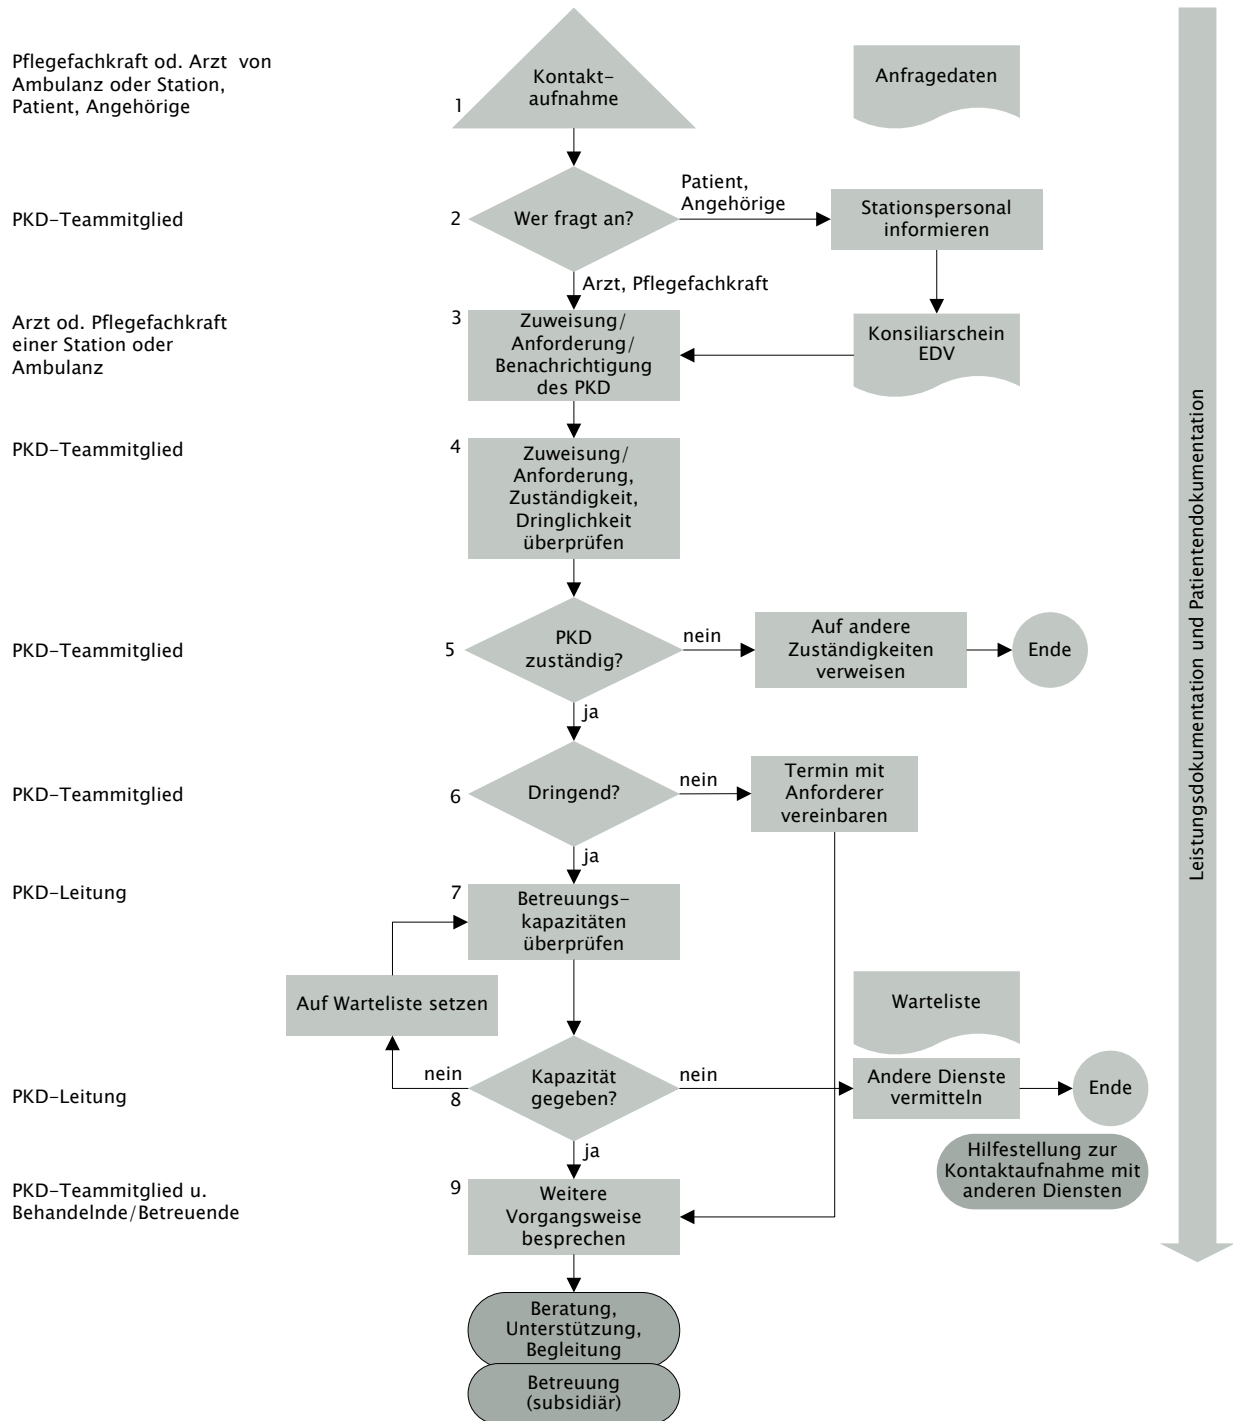 Pflegefachkraft od. Arzt von
Ambulanz oder Station,
Patient, Angehörige
1
Kontakt-
aufnahme
Anfragedaten
PKD-Teammitglied
2
Wer fragt an?
Patient,
Angehörige
Stationspersonal
informieren
Arzt, Pflegefachkraft
Arzt od. Pflegefachkraft
einer Station oder
Ambulanz
3
Zuweisung/
Anforderung/
Benachrichtigung
des PKD
Konsiliarschein
EDV
PKD-Teammitglied
4
Zuweisung/
Anforderung,
Zuständigkeit,
Dringlichkeit
überprüfen
PKD-Teammitglied
5
PKD
zuständig?
nein
Auf andere
Zuständigkeiten
verweisen
Ende
ja
PKD-Teammitglied
6
Dringend?
nein
Termin mit
Anforderer
vereinbaren
ja
PKD-Leitung
7
Betreuungs-
kapazitäten
überprüfen
Auf Warteliste setzen
Warteliste
PKD-Leitung
nein
8
Kapazität
gegeben?
nein
Andere Dienste
vermitteln
Ende
ja
Hilfestellung zur
Kontaktaufnahme mit
anderen Diensten
PKD-Teammitglied u.
Behandelnde/Betreuende
9
Weitere
Vorgangsweise
besprechen
Beratung,
Unterstützung,
Begleitung
Betreuung
(subsidiär)
Leistungsdokumentation und Patientendokumentation